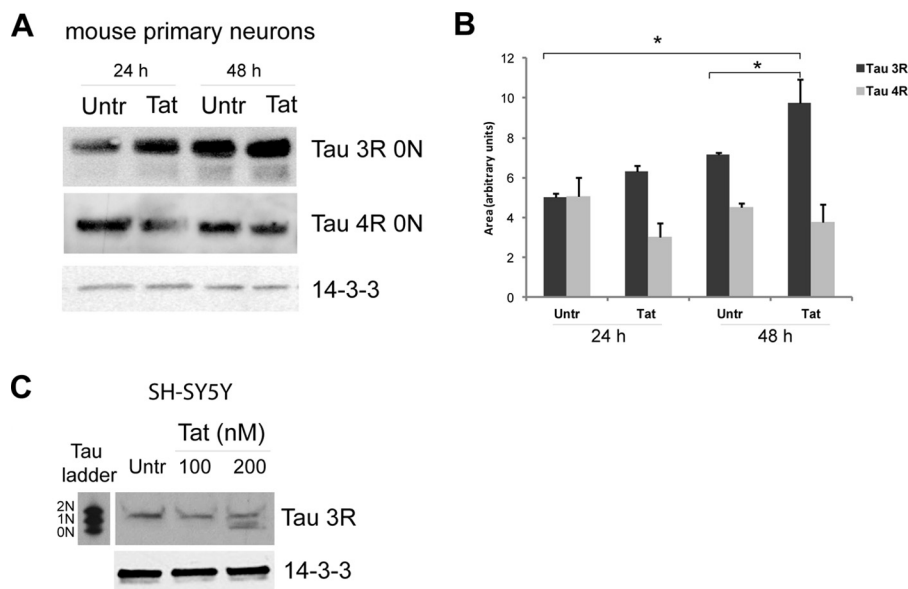 A
mouse primary neurons
24 h 48 h
Untr Tat Untr Tat
Tau 3R 0N
Tau 4R 0N
14-3-3
B
*
*
Tau 3R
Tau 4R
Area (arbitrary units)
12
10
8
6
4
2
0
Untr Tat Untr Tat
24 h 48 h
C
SH-SY5Y
Tat (nM)
Tau
ladder
Untr 100 200
2N
1N
0N
Tau 3R
14-3-3